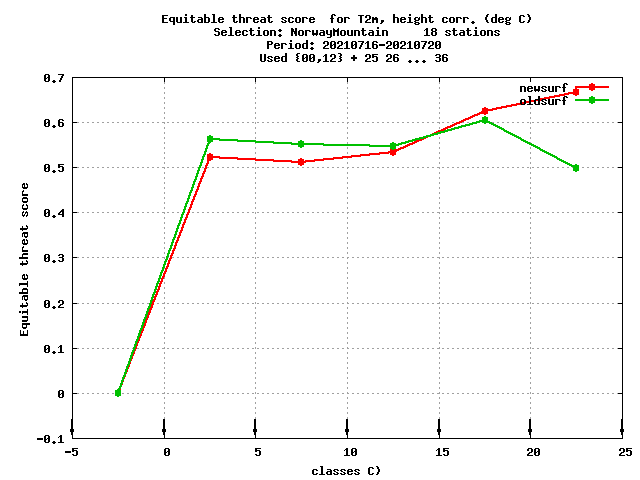 Equitable threat score  for T2m, height corr. (deg C)
Selection: NorwayMountain     18 stations
Period: 20210716-20210720
Used {00,12} + 25 26 ... 36
newsurf
oldsurf
0.7
0.6
0.5
0.4
0.3
0.2
0.1
0
-0.1
Equitable threat score
-5
0
5
10
15
20
25
classes C)